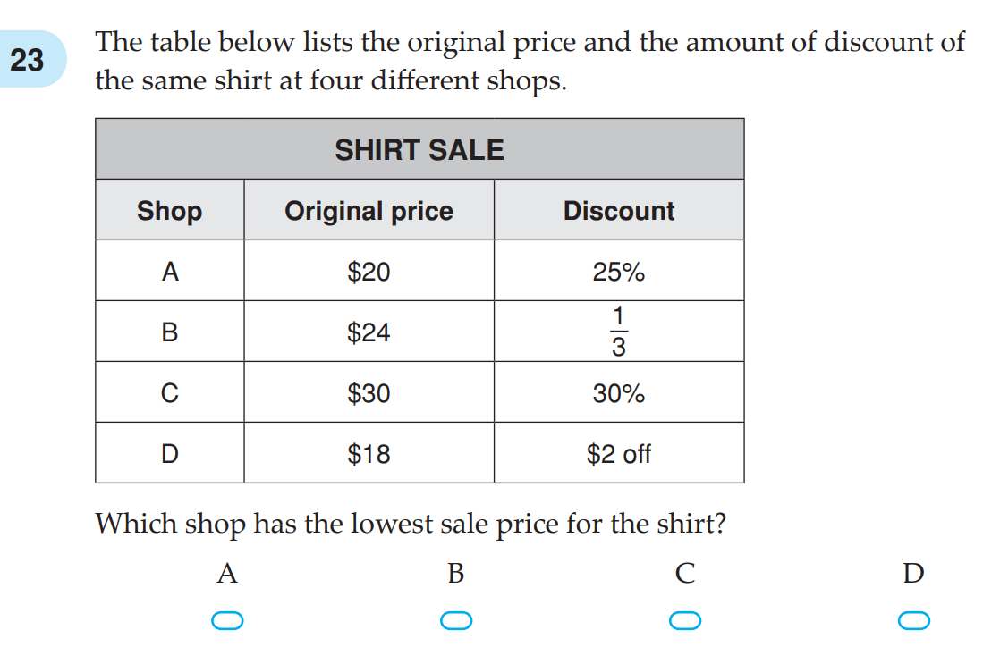 23
The table below lists the original price and the amount of discount of
the same shirt at four different shops.
SHIRT SALE
Shop Original price Discount
A $20 25%
B $24 1/3
C $30 30%
D $18 $2 off
Which shop has the lowest sale price for the shirt?
A B C D